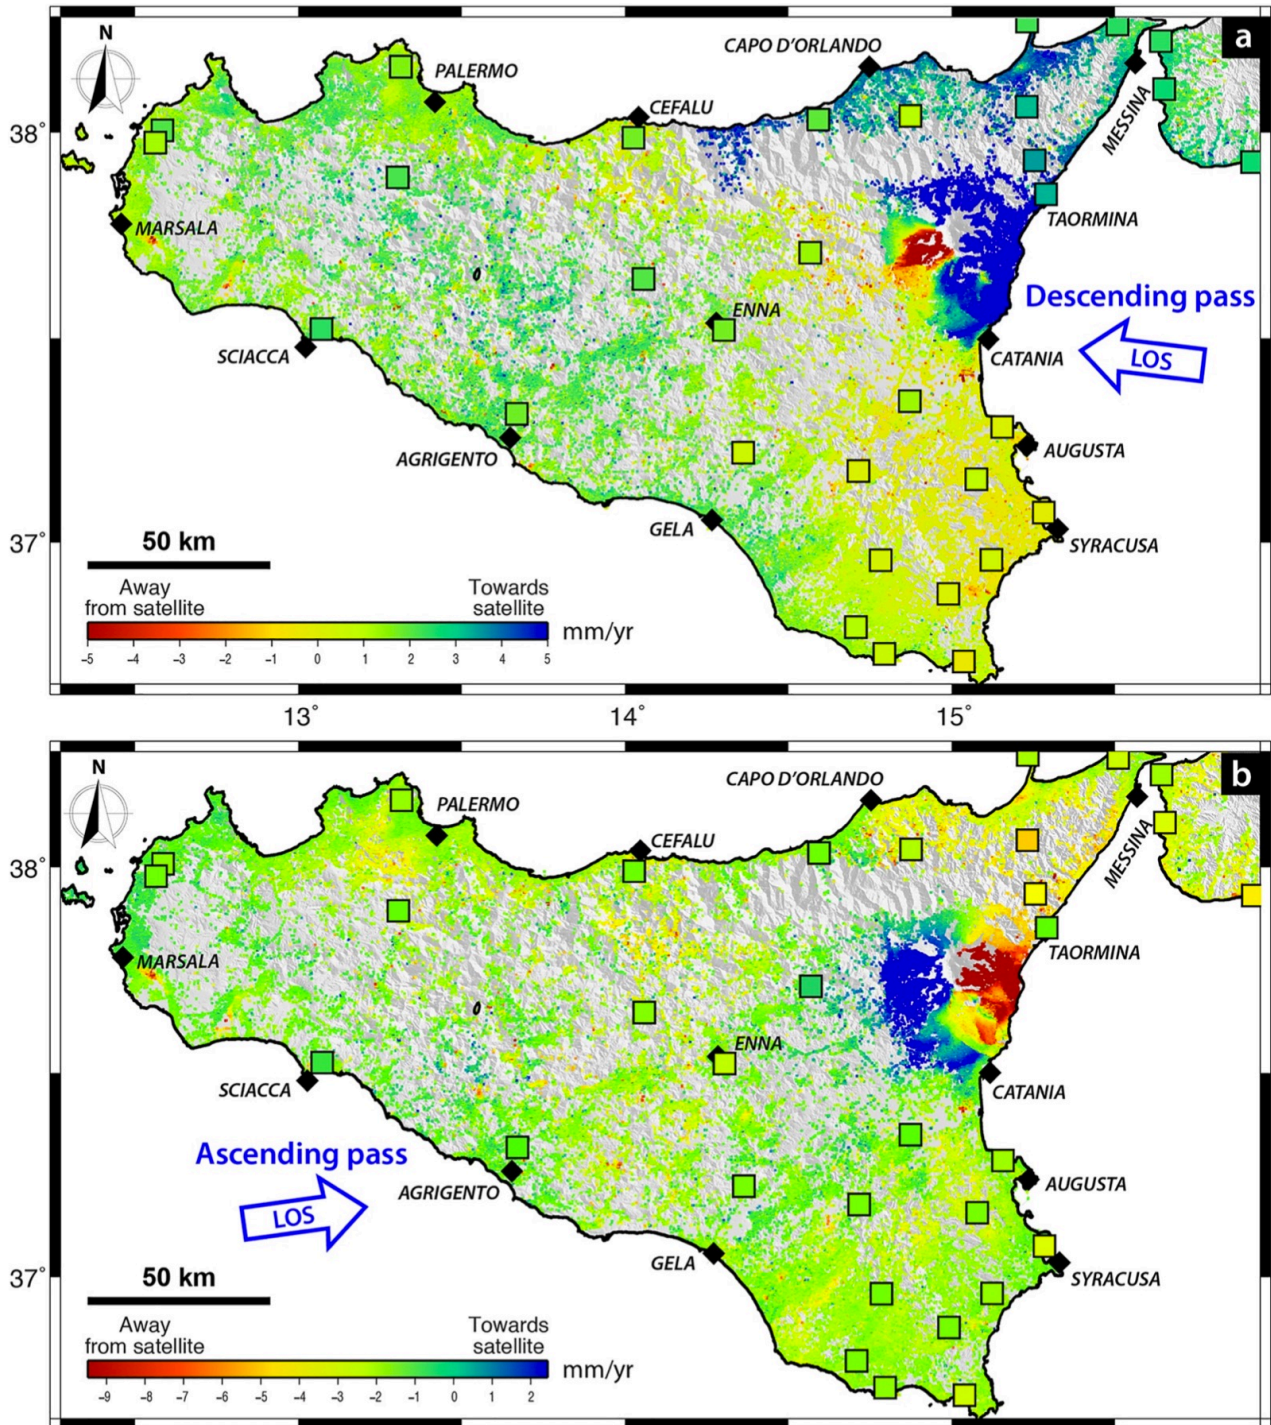 a
N
CAPO D'ORLANDO
PALERMO
CEFALU
MESSINA
38°
TAORMINA
MARSALA
Descending pass
ENNA
LOS
SCIACCA
CATANIA
AGRIGENTO
AUGUSTA
GELA
SYRACUSA
37°
50 km
Away
from satellite
Towards
satellite
mm/yr
-5 -4 -3 -2 -1 0 1 2 3 4 5
13° 14° 15°
b
N
CAPO D'ORLANDO
PALERMO
CEFALU
MESSINA
38°
TAORMINA
MARSALA
ENNA
SCIACCA
CATANIA
Ascending pass
LOS
AGRIGENTO
AUGUSTA
GELA
SYRACUSA
37°
50 km
Away
from satellite
Towards
satellite
mm/yr
-9 -8 -7 -6 -5 -4 -3 -2 -1 0 1 2